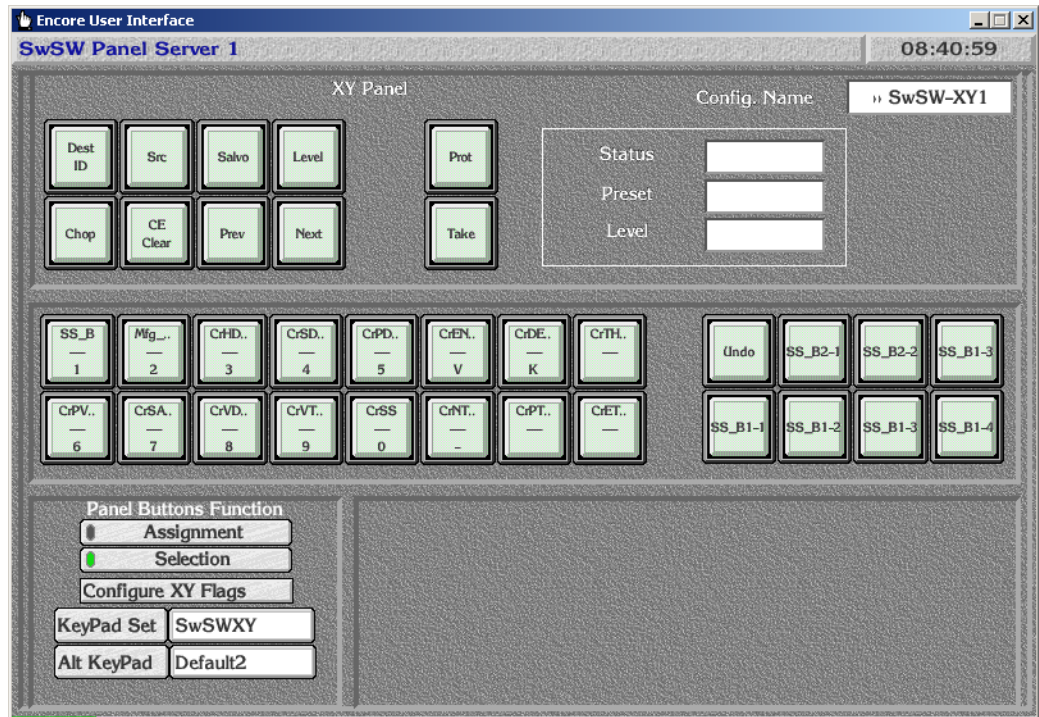 Encore User Interface
SwSW Panel Server 1
08:40:59
XY Panel
Config. Name
›› SwSW-XY1
Dest ID
Src
Salvo
Level
Prot
Chop
CE Clear
Prev
Next
Take
Status
Preset
Level
SS_B
—
1
Mfg_..
—
2
CrHD..
—
3
CrSD..
—
4
CrPD..
—
5
CrEN..
—
V
CrDE..
—
K
CrTH..
—
Undo
SS_B2-1
SS_B2-2
SS_B1-3
CrPV..
—
6
CrSA..
—
7
CrVD..
—
8
CrVT..
—
9
CrSS
—
0
CrNT..
—
-
CrPT..
—
CrET..
—
SS_B1-1
SS_B1-2
SS_B1-3
SS_B1-4
Panel Buttons Function
Assignment
Selection
Configure XY Flags
KeyPad Set
SwSWXY
Alt KeyPad
Default2